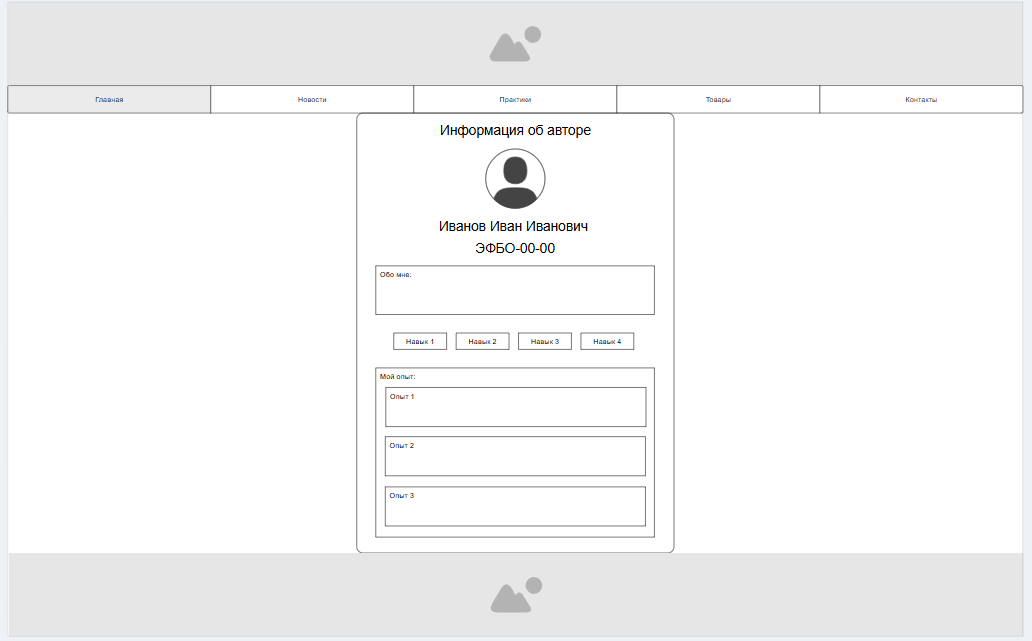 Главная
Новости
Практики
Товары
Контакты
Информация об авторе
Иванов Иван Иванович
ЭФБО-00-00
Обо мне:
Навык 1
Навык 2
Навык 3
Навык 4
Мой опыт:
Опыт 1
Опыт 2
Опыт 3